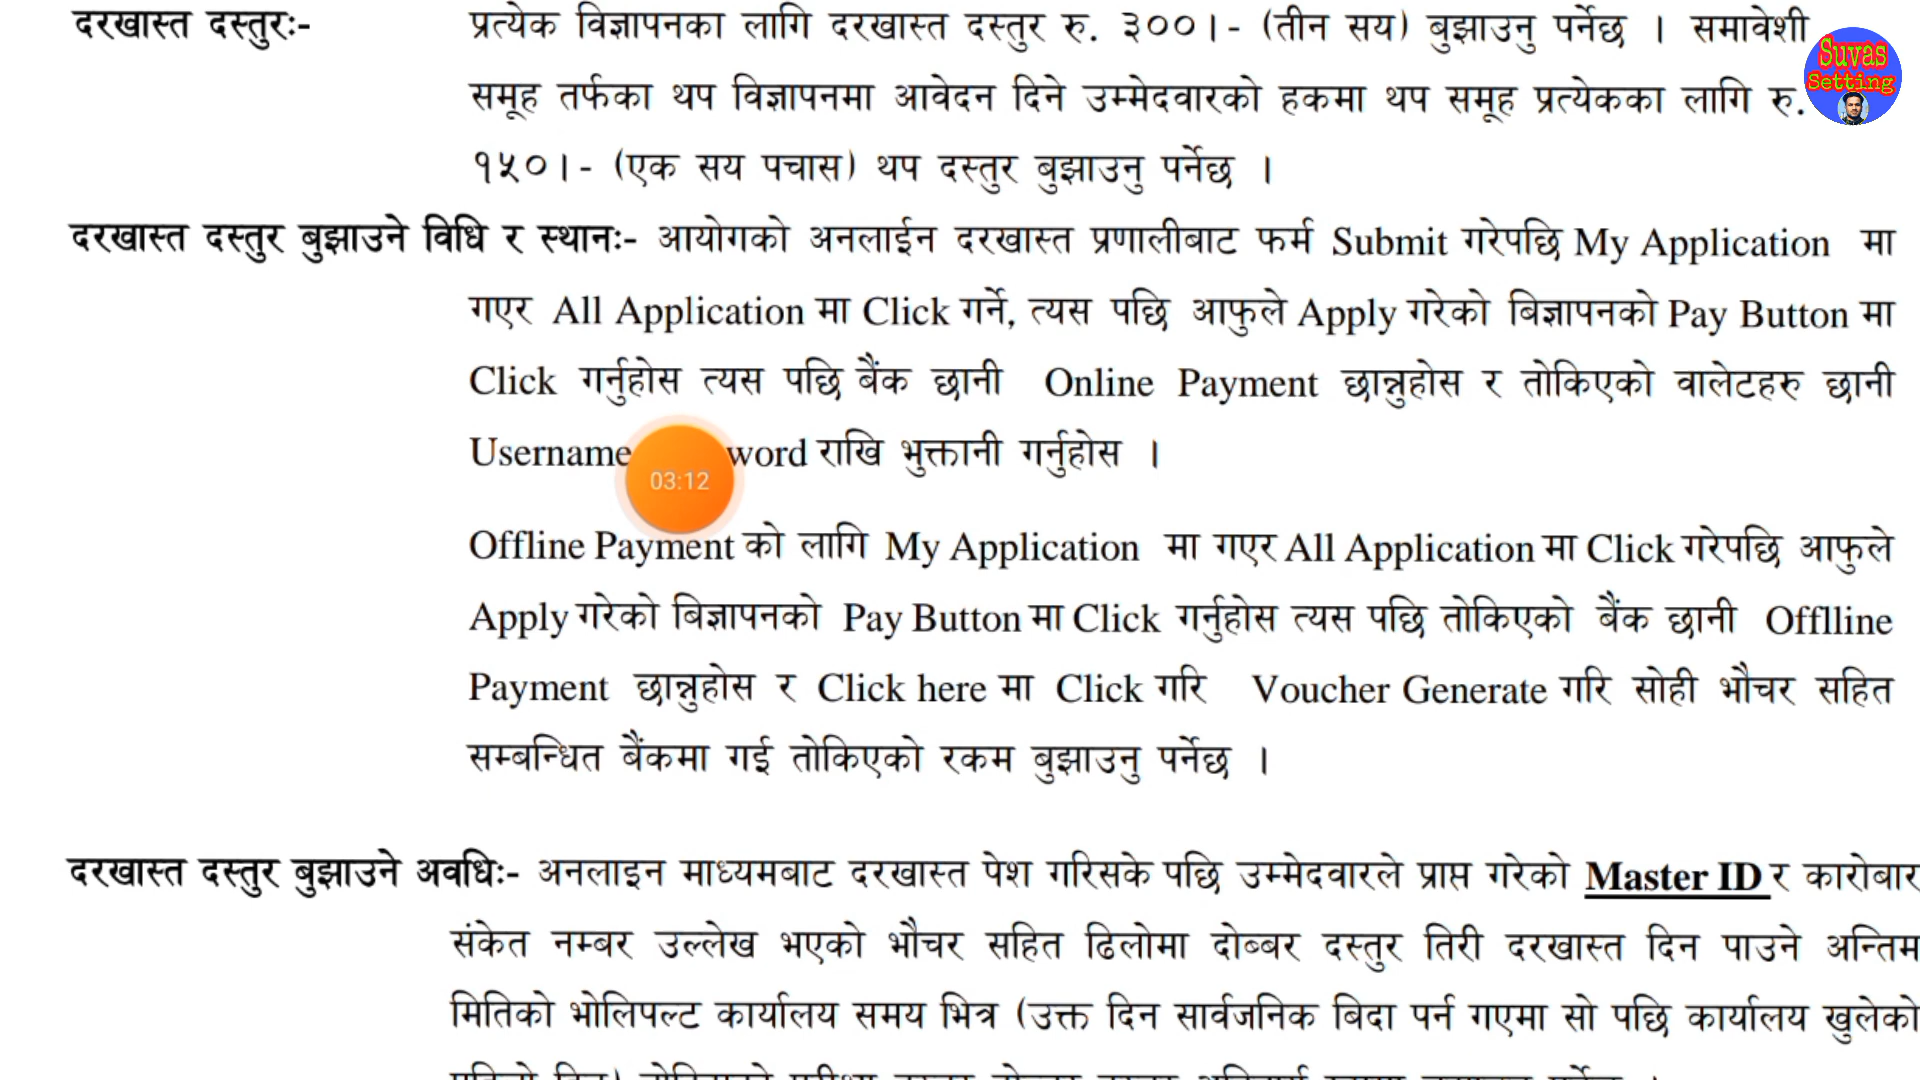 दरखास्त दस्तुरः- प्रत्येक विज्ञापनका लागि दरखास्त दस्तुर रु. ३००।- (तीन सय) बुझाउनु पर्नेछ । समावेशी
समूह तर्फका थप विज्ञापनमा आवेदन दिने उम्मेदवारको हकमा थप समूह प्रत्येकका लागि रु.
१५०।- (एक सय पचास) थप दस्तुर बुझाउनु पर्नेछ ।
Suvas
Setting
दरखास्त दस्तुर बुझाउने विधि र स्थानः- आयोगको अनलाईन दरखास्त प्रणालीबाट फर्म Submit गरेपछि My Application मा
गएर All Application मा Click गर्ने, त्यस पछि आफुले Apply गरेको बिज्ञापनको Pay Button मा
Click गर्नुहोस त्यस पछि बैंक छानी Online Payment छान्नुहोस र तोकिएको वालेटहरु छानी
Username word राखि भुक्तानी गर्नुहोस ।
03:12
Offline Payment को लागि My Application मा गएर All Application मा Click गरेपछि आफुले
Apply गरेको बिज्ञापनको Pay Button मा Click गर्नुहोस त्यस पछि तोकिएको बैंक छानी Offlline
Payment छान्नुहोस र Click here मा Click गरि Voucher Generate गरि सोही भौचर सहित
सम्बन्धित बैंकमा गई तोकिएको रकम बुझाउनु पर्नेछ ।
दरखास्त दस्तुर बुझाउने अवधिः- अनलाइन माध्यमबाट दरखास्त पेश गरिसके पछि उम्मेदवारले प्राप्त गरेको Master ID र कारोबार
संकेत नम्बर उल्लेख भएको भौचर सहित ढिलोमा दोब्बर दस्तुर तिरी दरखास्त दिन पाउने अन्तिम
मितिको भोलिपल्ट कार्यालय समय भित्र (उक्त दिन सार्वजनिक बिदा पर्न गएमा सो पछि कार्यालय खुलेको